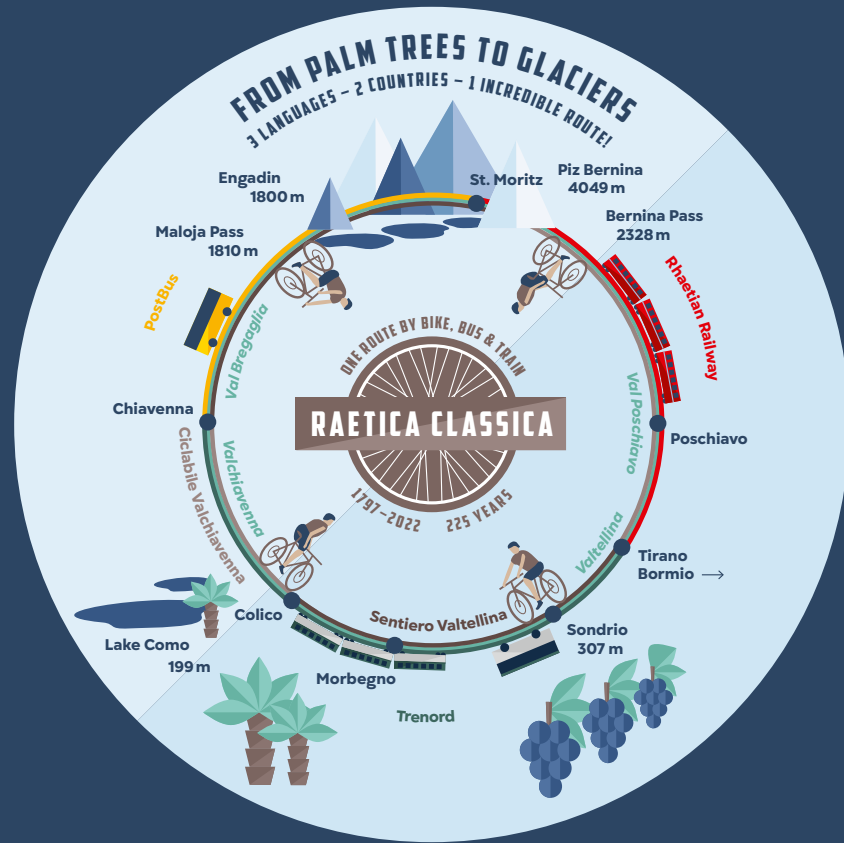 FROM PALM TREES TO GLACIERS
3 LANGUAGES – 2 COUNTRIES – 1 INCREDIBLE ROUTE!
Engadin
1800 m
St. Moritz
Piz Bernina
4049 m
Maloja Pass
1810 m
Bernina Pass
2328 m
PostBus
Rhaetian Railway
Val Bregaglia
ONE ROUTE BY BIKE, BUS & TRAIN
Val Poschiavo
Chiavenna
RAETICA CLASSICA
Poschiavo
Ciclabile Valchiavenna
Valchiavenna
1797–2022
225 YEARS
Valtellina
Tirano
Bormio →
Colico
Sentiero Valtellina
Sondrio
307 m
Lake Como
199 m
Morbegno
Trenord